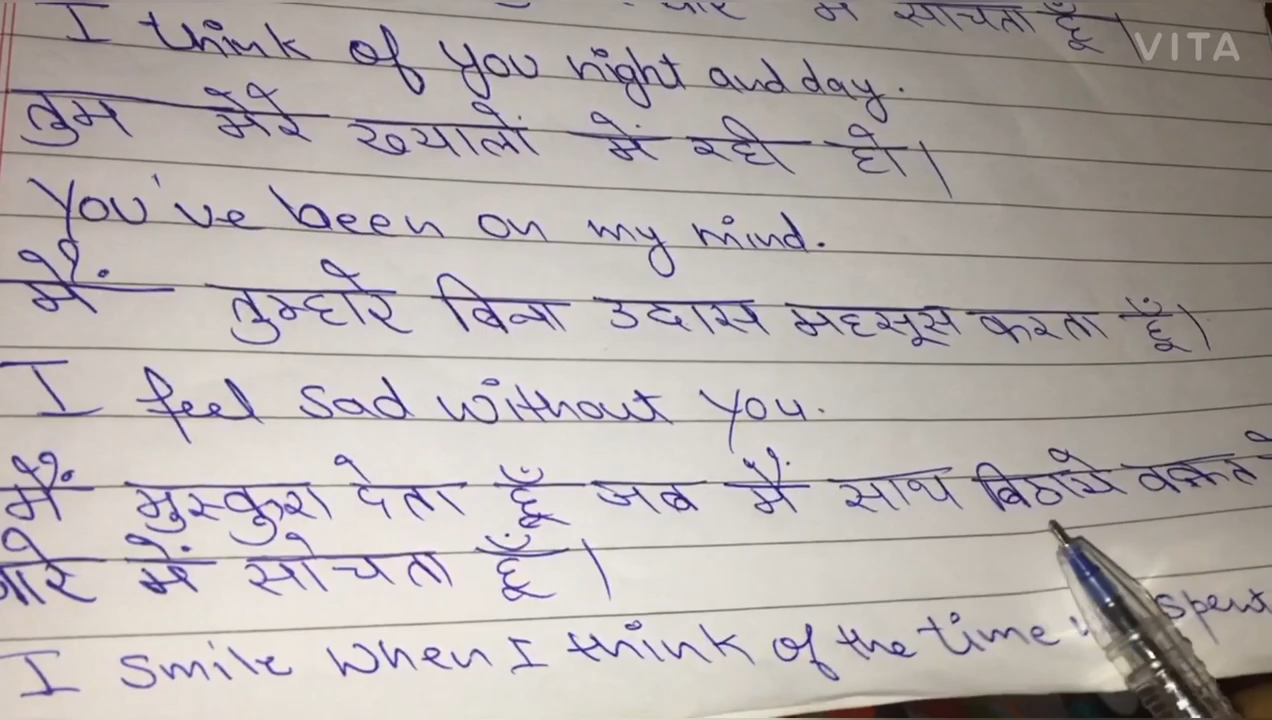 में सोचता हूँ।
VITA
I think of you night and day.
तुम मेरे ख्यालों में रही हो।
You've been on my mind.
मैं तुम्हारे बिना उदास महसूस करता हूँ।
I feel sad without you.
मैं मुस्कुरा देता हूँ जब मैं साथ बिताये वक्त
में सोचता हूँ।
I smile when I think of the time spent